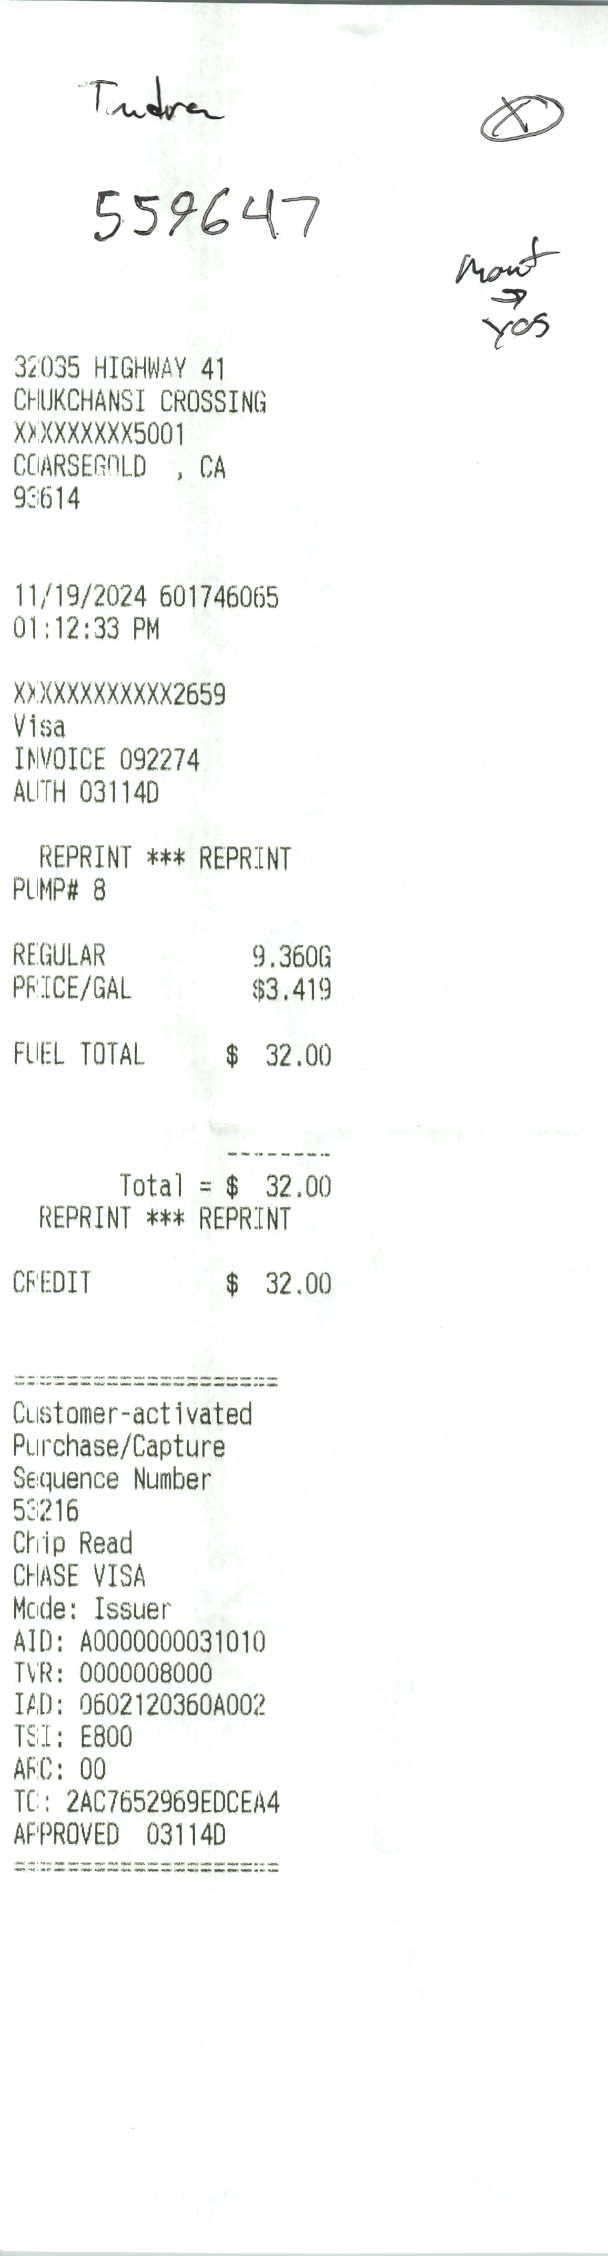 Tudra
X
559647
Mont
→
yos
32035 HIGHWAY 41
CHUKCHANSI CROSSING
XXXXXXXXX5001
COARSEGOLD , CA
93614
11/19/2024 601746065
01:12:33 PM
XXXXXXXXXXXX2659
Visa
INVOICE 092274
AUTH 03114D
REPRINT *** REPRINT
PUMP# 8
REGULAR 9.360G
PRICE/GAL $3.419
FUEL TOTAL $ 32.00
--------
Total = $ 32.00
REPRINT *** REPRINT
CREDIT $ 32.00
====================
Customer-activated
Purchase/Capture
Sequence Number
53216
Chip Read
CHASE VISA
Mode: Issuer
AID: A0000000031010
TVR: 0000008000
IAD: 0602120360A002
TSI: E800
ARC: 00
TC: 2AC7652969EDCEA4
APPROVED 03114D
====================